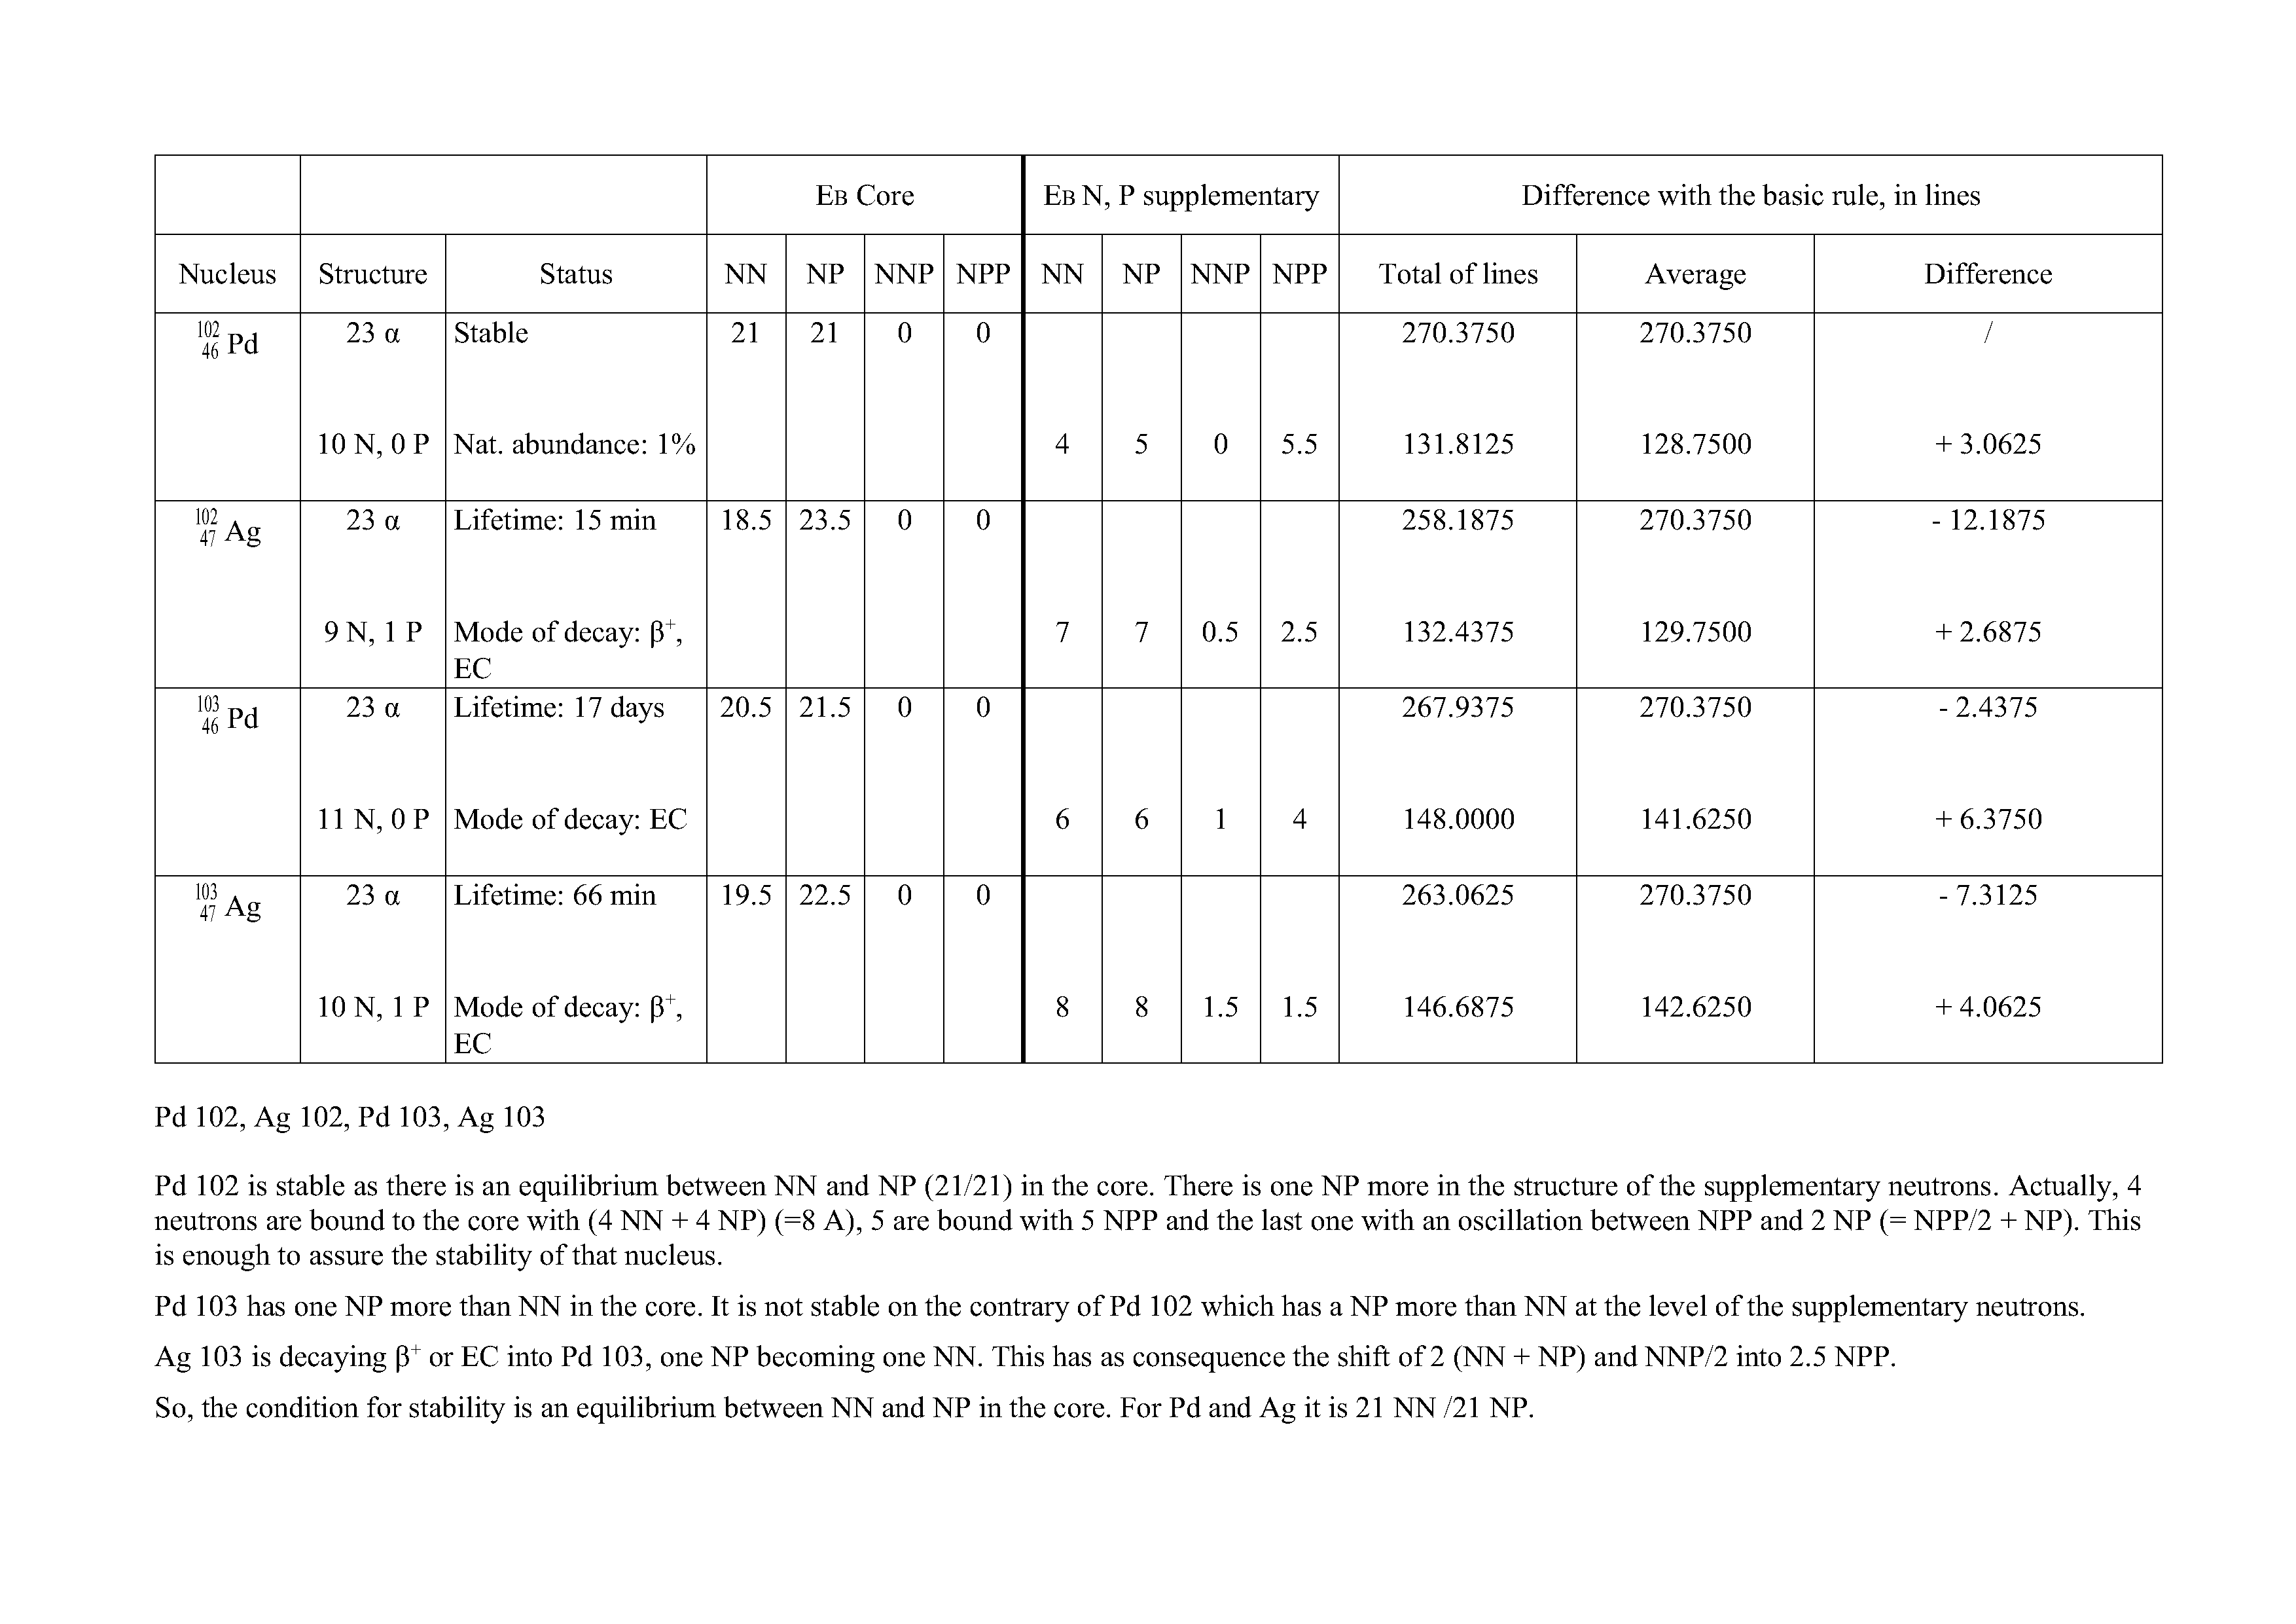 EB Core EB N, P supplementary Difference with the basic rule, in lines
Nucleus Structure Status NN NP NNP NPP NN NP NNP NPP Total of lines Average Difference
102 46 Pd 23 α Stable 21 21 0 0 270.3750 270.3750 /
10 N, 0 P Nat. abundance: 1% 4 5 0 5.5 131.8125 128.7500 + 3.0625
102 47 Ag 23 α Lifetime: 15 min 18.5 23.5 0 0 258.1875 270.3750 - 12.1875
9 N, 1 P Mode of decay: β+, 7 7 0.5 2.5 132.4375 129.7500 + 2.6875
EC
103 46 Pd 23 α Lifetime: 17 days 20.5 21.5 0 0 267.9375 270.3750 - 2.4375
11 N, 0 P Mode of decay: EC 6 6 1 4 148.0000 141.6250 + 6.3750
103 47 Ag 23 α Lifetime: 66 min 19.5 22.5 0 0 263.0625 270.3750 - 7.3125
10 N, 1 P Mode of decay: β+, 8 8 1.5 1.5 146.6875 142.6250 + 4.0625
EC
Pd 102, Ag 102, Pd 103, Ag 103
Pd 102 is stable as there is an equilibrium between NN and NP (21/21) in the core. There is one NP more in the structure of the supplementary neutrons. Actually, 4
neutrons are bound to the core with (4 NN + 4 NP) (=8 A), 5 are bound with 5 NPP and the last one with an oscillation between NPP and 2 NP (= NPP/2 + NP). This
is enough to assure the stability of that nucleus.
Pd 103 has one NP more than NN in the core. It is not stable on the contrary of Pd 102 which has a NP more than NN at the level of the supplementary neutrons.
Ag 103 is decaying β+ or EC into Pd 103, one NP becoming one NN. This has as consequence the shift of 2 (NN + NP) and NNP/2 into 2.5 NPP.
So, the condition for stability is an equilibrium between NN and NP in the core. For Pd and Ag it is 21 NN /21 NP.